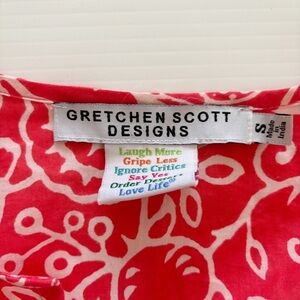 GRETCHEN SCOTT
DESIGNS
Laugh More
Gripe Less
Ignore Critics
Say Yes
Order Dessert
Love Life®
S
Made in India